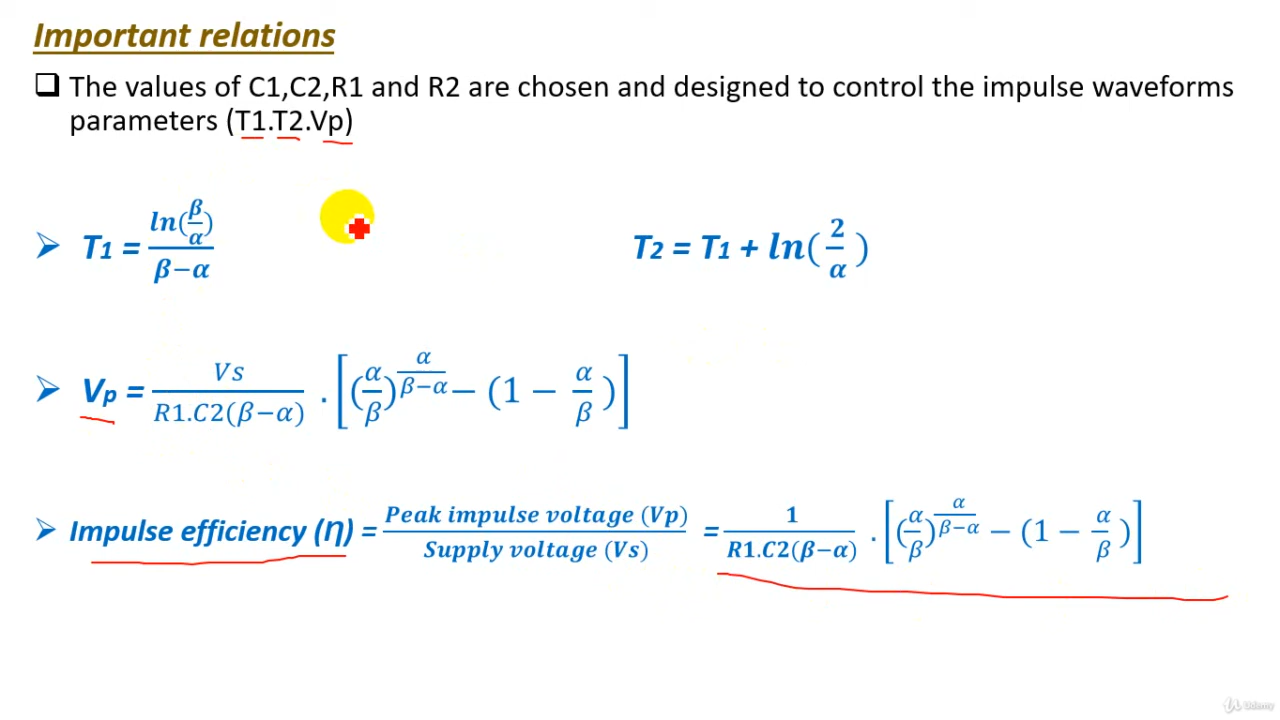 Important relations
❑ The values of C1,C2,R1 and R2 are chosen and designed to control the impulse waveforms
parameters (T1.T2.Vp)
➢ T₁ = ln(β/α) / (β−α)
T₂ = T₁ + ln( 2/α )
➢ Vₚ = Vs / R1.C2(β−α) . [(α/β)^(α/(β−α)) − (1 − α/β )]
➢ Impulse efficiency (η) = Peak impulse voltage (Vp) / Supply voltage (Vs) = 1 / R1.C2(β−α) . [(α/β)^(α/(β−α)) − (1 − α/β )]
Udemy